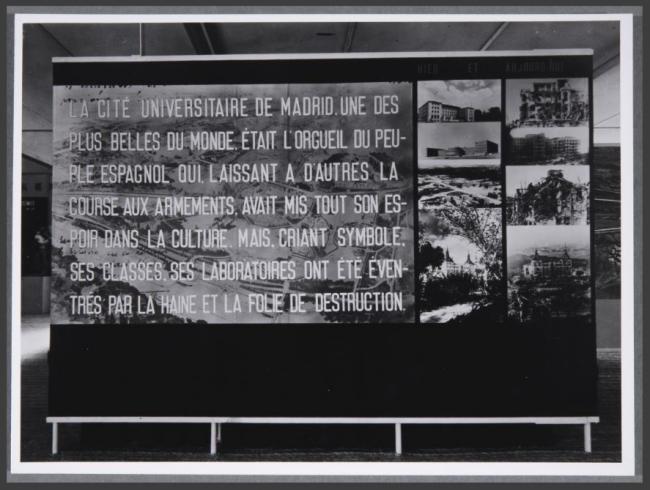 HIER ET AUJOURD'HUI
LA CITÉ UNIVERSITAIRE DE MADRID, UNE DES
PLUS BELLES DU MONDE, ÉTAIT L'ORGUEIL DU PEU-
PLE ESPAGNOL QUI, LAISSANT A D'AUTRES LA
COURSE AUX ARMEMENTS, AVAIT MIS TOUT SON ES-
POIR DANS LA CULTURE. MAIS, CRIANT SYMBOLE,
SES CLASSES, SES LABORATOIRES ONT ÉTÉ ÉVEN-
TRÉS PAR LA HAINE ET LA FOLIE DE DESTRUCTION.